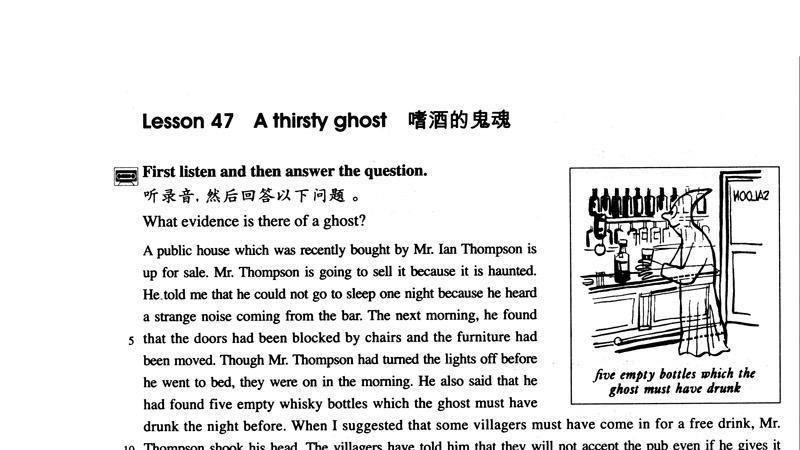 Lesson 47 A thirsty ghost 嗜酒的鬼魂
First listen and then answer the question.
听录音，然后回答以下问题。
What evidence is there of a ghost?
A public house which was recently bought by Mr. Ian Thompson is
up for sale. Mr. Thompson is going to sell it because it is haunted.
He told me that he could not go to sleep one night because he heard
a strange noise coming from the bar. The next morning, he found
5 that the doors had been blocked by chairs and the furniture had
been moved. Though Mr. Thompson had turned the lights off before
he went to bed, they were on in the morning. He also said that he
had found five empty whisky bottles which the ghost must have
drunk the night before. When I suggested that some villagers must have come in for a free drink, Mr.
10 Thompson shook his head. The villagers have told him that they will not accept the pub even if he gives it
SALOON
five empty bottles which the
ghost must have drunk